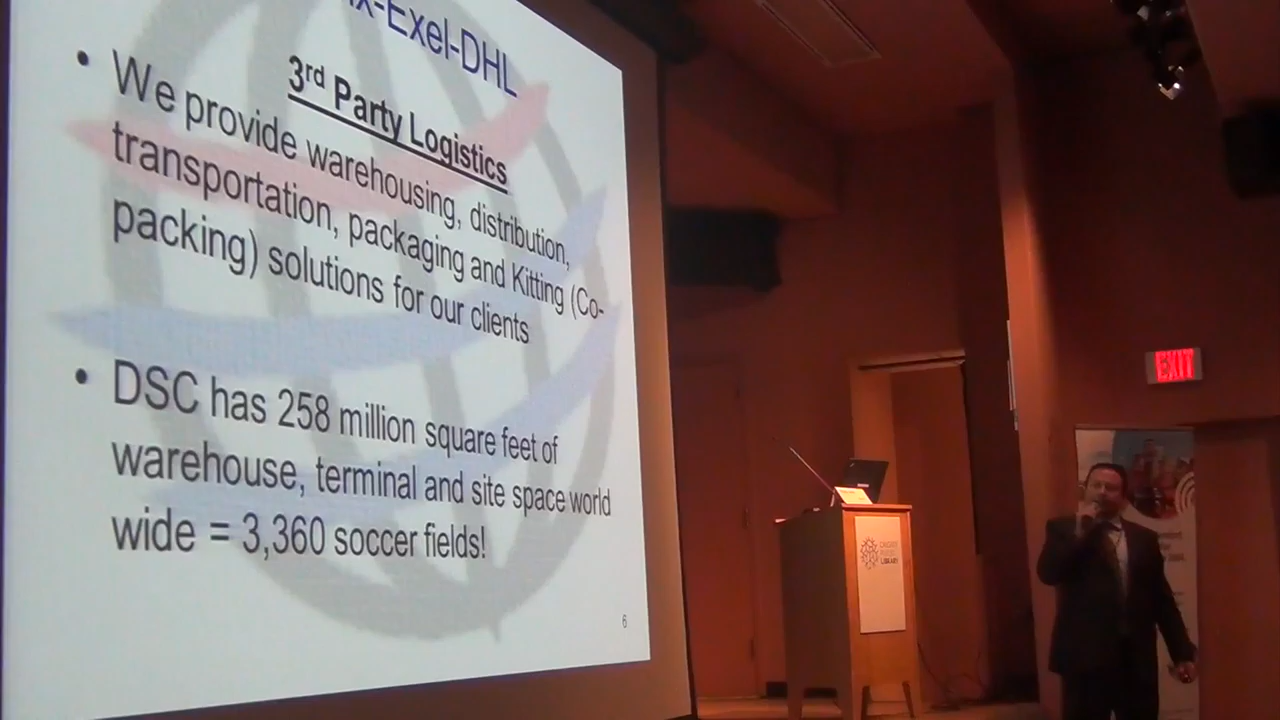 x-Exel-DHL
3rd Party Logistics
• We provide warehousing, distribution,
transportation, packaging and Kitting (Co-
packing) solutions for our clients
• DSC has 258 million square feet of
warehouse, terminal and site space world
wide = 3,360 soccer fields!
6
EXIT
LIBRARY